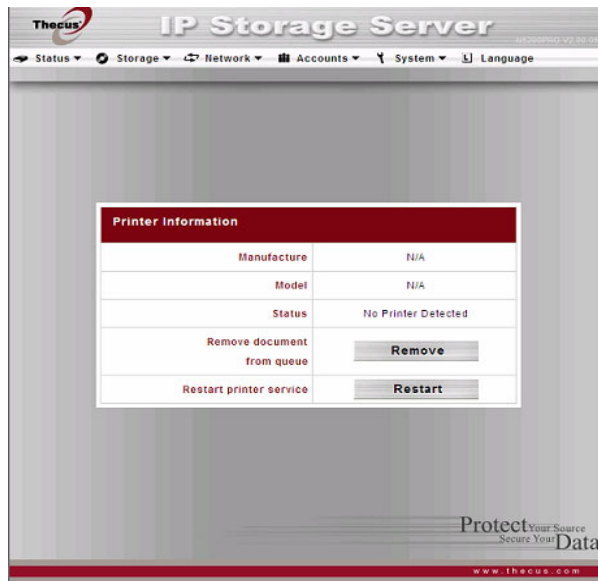 Thecus
IP Storage Server
Status Storage Network Accounts System Language
Printer Information
Manufacture N/A
Model N/A
Status No Printer Detected
Remove document
from queue
Remove
Restart printer service Restart
Protect Your Source
Secure Your Data
www.thecus.com